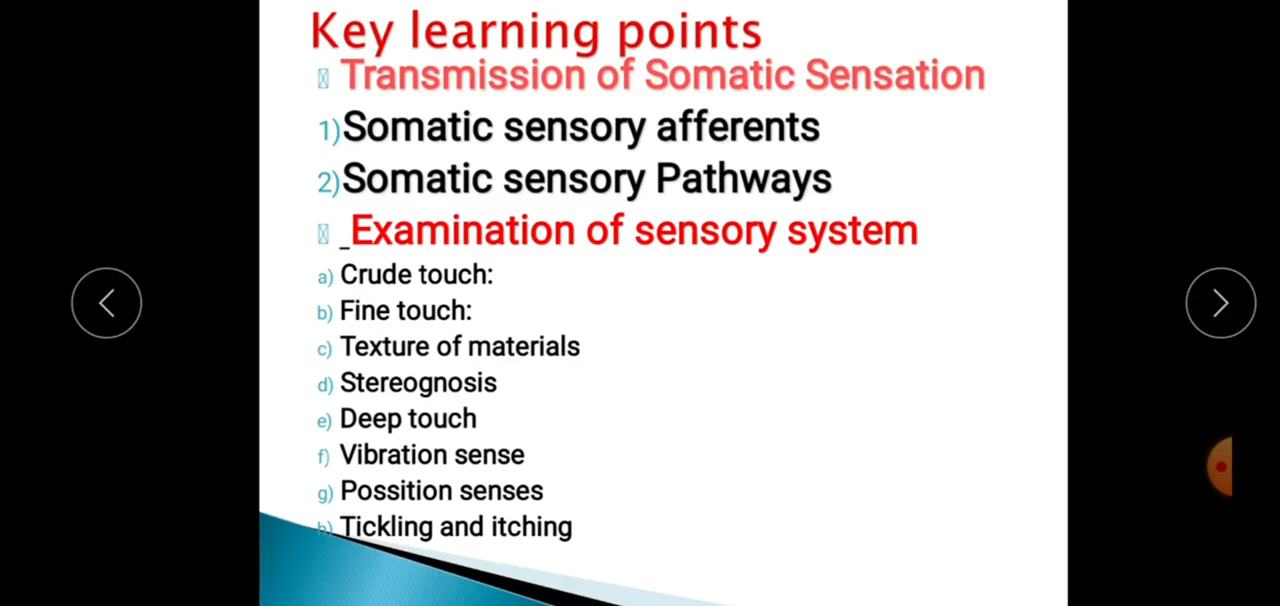 Key learning points
Transmission of Somatic Sensation
1)Somatic sensory afferents
2)Somatic sensory Pathways
_Examination of sensory system
a) Crude touch:
b) Fine touch:
c) Texture of materials
d) Stereognosis
e) Deep touch
f) Vibration sense
g) Possition senses
h) Tickling and itching